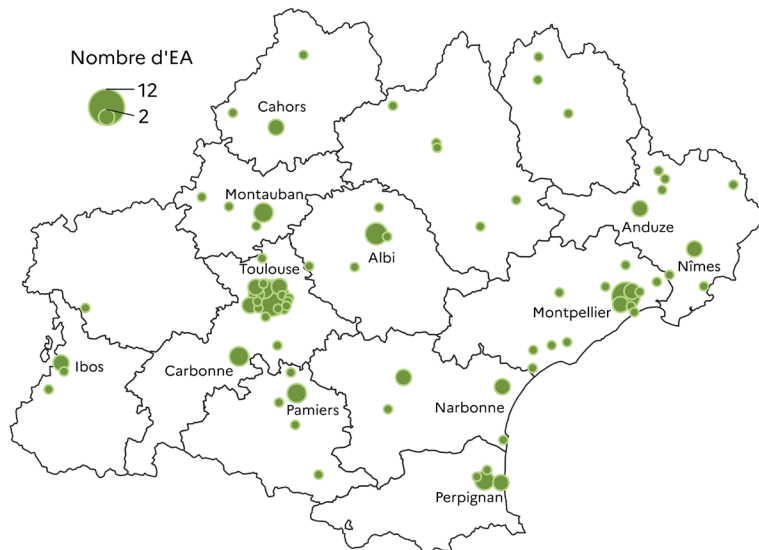 Nombre d'EA
12
2
Cahors
Montauban
Albi
Toulouse
Anduze
Nîmes
Montpellier
Ibos
Carbonne
Pamiers
Narbonne
Perpignan